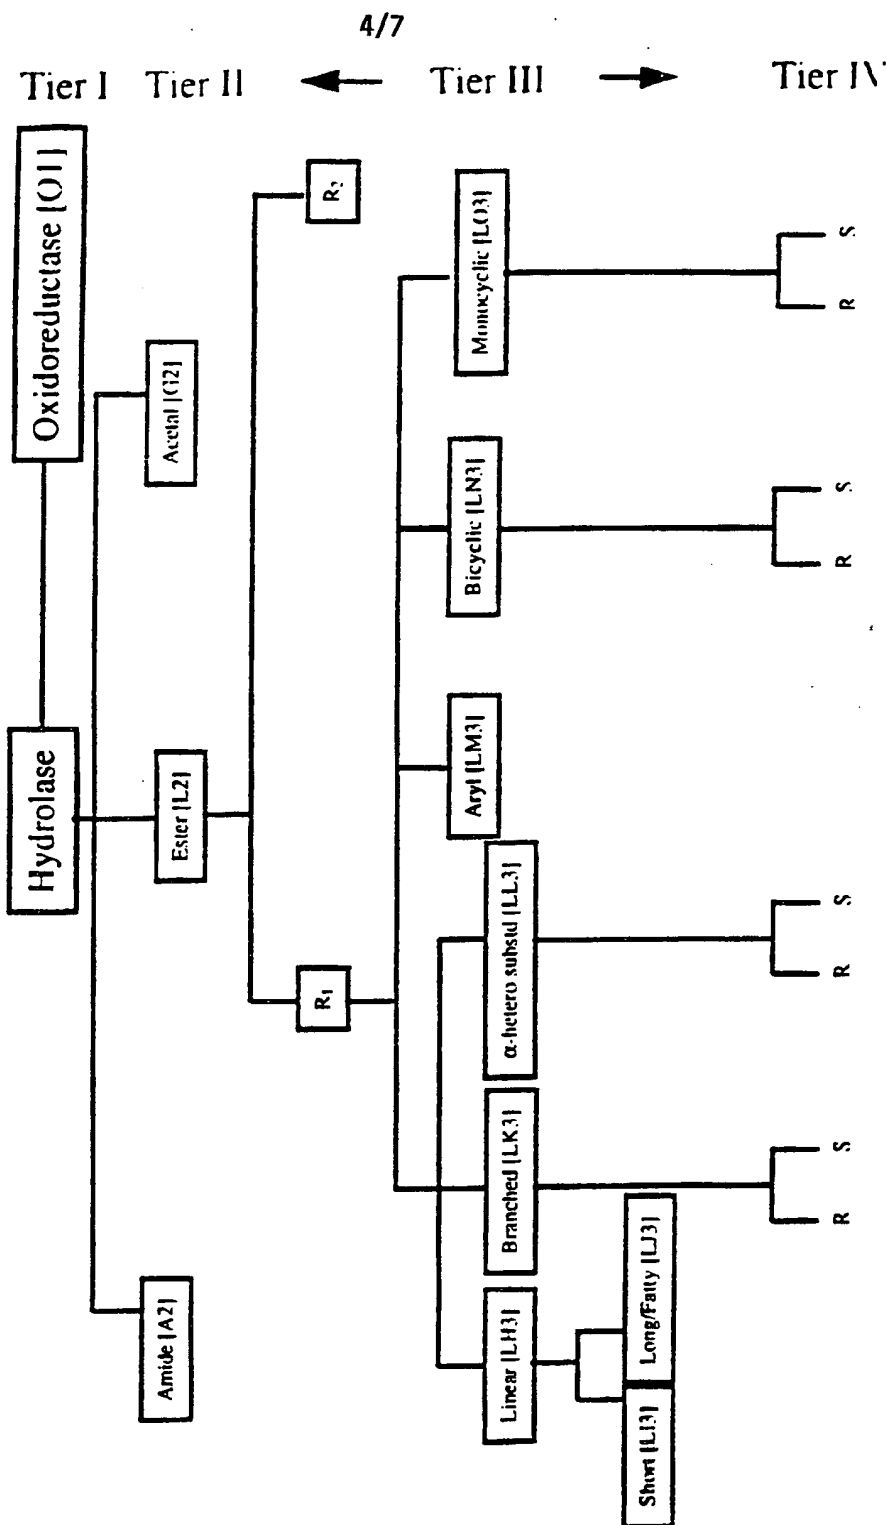 4/7
Tier I
Tier II
Tier III
Tier IV
Oxidoreductase [O1]
Hydrolase
Acetal [G2]
Ester [L2]
Amide [A2]
R2
R1
Monocyclic [LO3]
Bicyclic [LN3]
Aryl [LM3]
α-hetero substd [LL3]
Branched [LK3]
Linear [LH3]
Long/Fatty [LJ3]
Short [LI3]
S
R
S
R
S
R
S
R